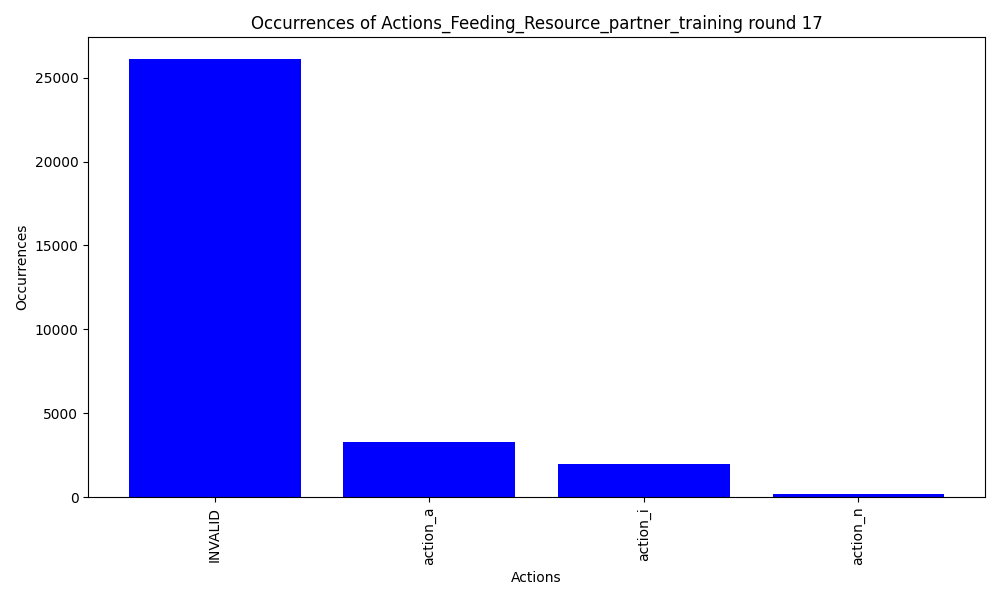 Occurrences of Actions_Feeding_Resource_partner_training round 17
Occurrences
25000
20000
15000
10000
5000
0
INVALID
action_a
action_i
action_n
Actions